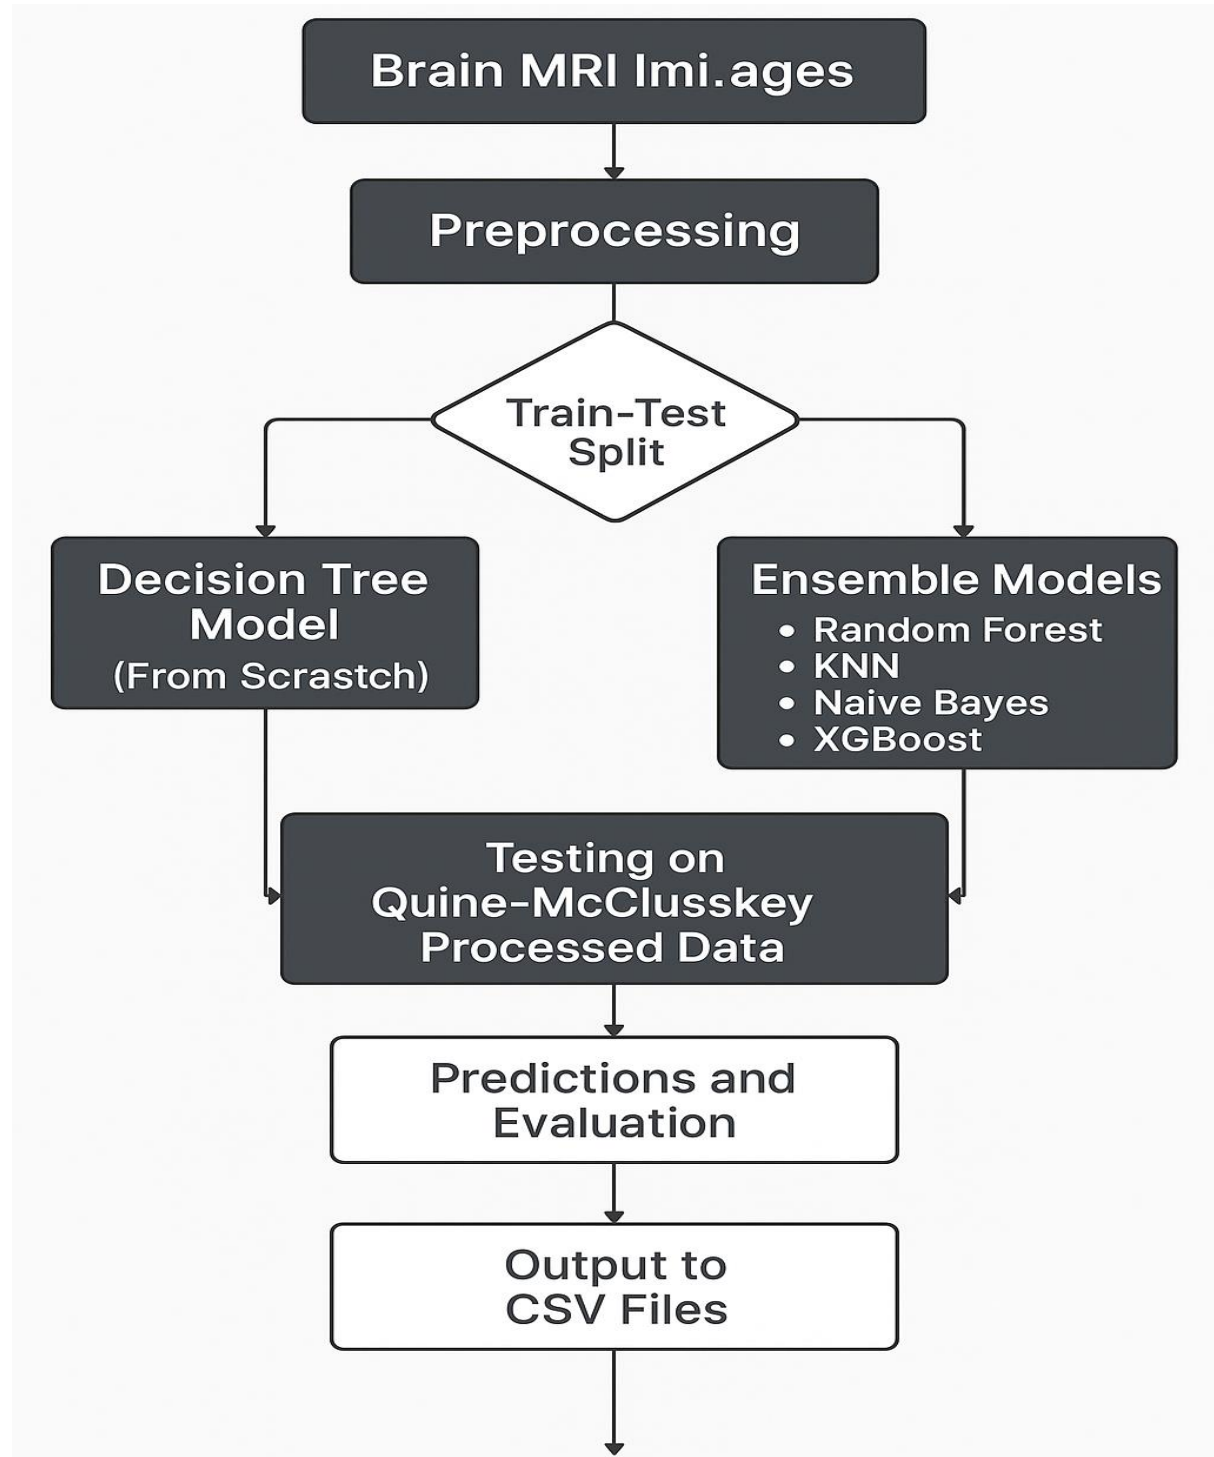 Brain MRI Imi.ages
Preprocessing
Train-Test
Split
Decision Tree
Model
(From Scrastch)
Ensemble Models
• Random Forest
• KNN
• Naive Bayes
• XGBoost
Testing on
Quine-McClusskey
Processed Data
Predictions and
Evaluation
Output to
CSV Files